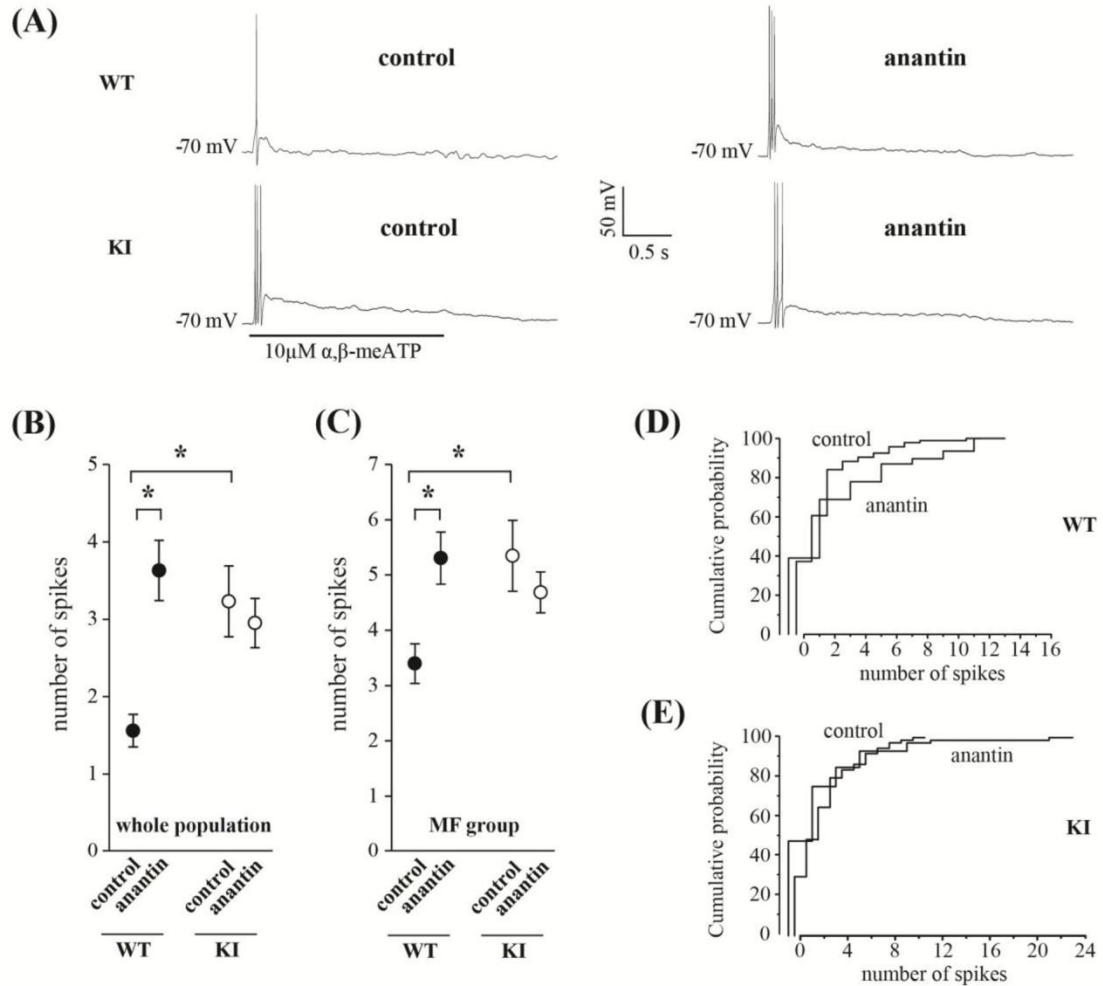 (A)
control
anantin
WT
-70 mV
-70 mV
control
anantin
KI
50 mV
0.5 s
-70 mV
-70 mV
10μM α,β-meATP
(B)
(C)
(D)
*
*
5
4
3
2
1
0
number of spikes
whole population
control
anantin
control
anantin
WT
KI
*
*
7
6
5
4
3
2
1
0
number of spikes
MF group
control
anantin
control
anantin
WT
KI
100
80
60
40
20
0
Cumulative probability
control
anantin
WT
0 2 4 6 8 10 12 14 16
number of spikes
(E)
100
80
60
40
20
0
Cumulative probability
control
anantin
KI
0 4 8 12 16 20 24
number of spikes